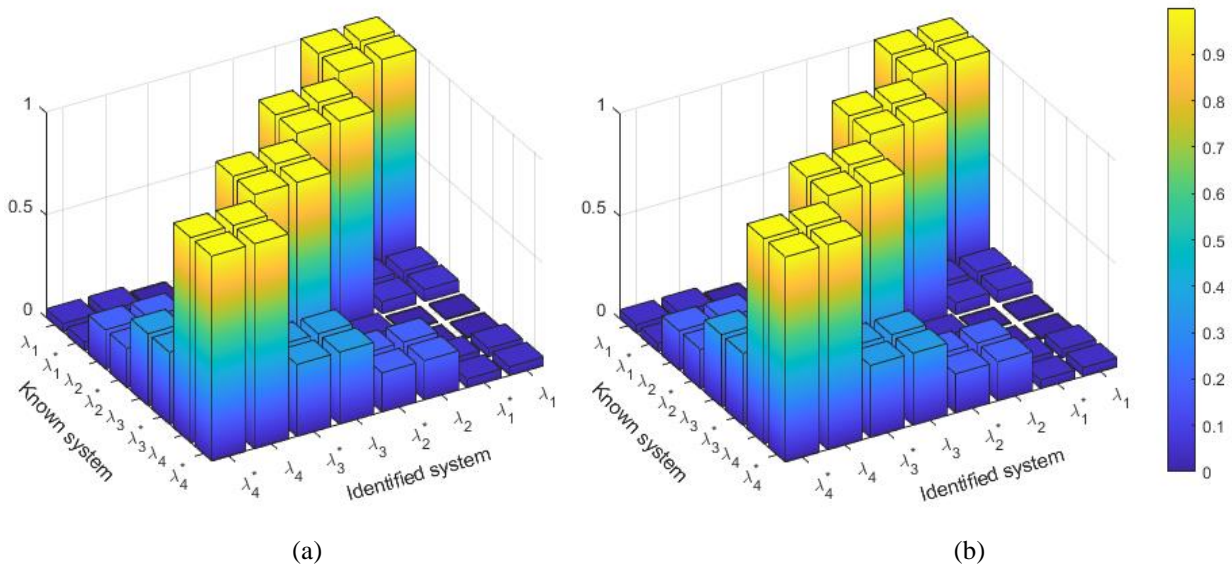 1
0.5
0
λ1
λ1*
λ2
λ2*
λ3
λ3*
λ4
λ4*
Known system
λ4*
λ4
λ3*
λ3
λ2*
λ2
λ1*
λ1
Identified system
(a)
1
0.5
0
λ1
λ1*
λ2
λ2*
λ3
λ3*
λ4
λ4*
Known system
λ4*
λ4
λ3*
λ3
λ2*
λ2
λ1*
λ1
Identified system
(b)
0.9
0.8
0.7
0.6
0.5
0.4
0.3
0.2
0.1
0